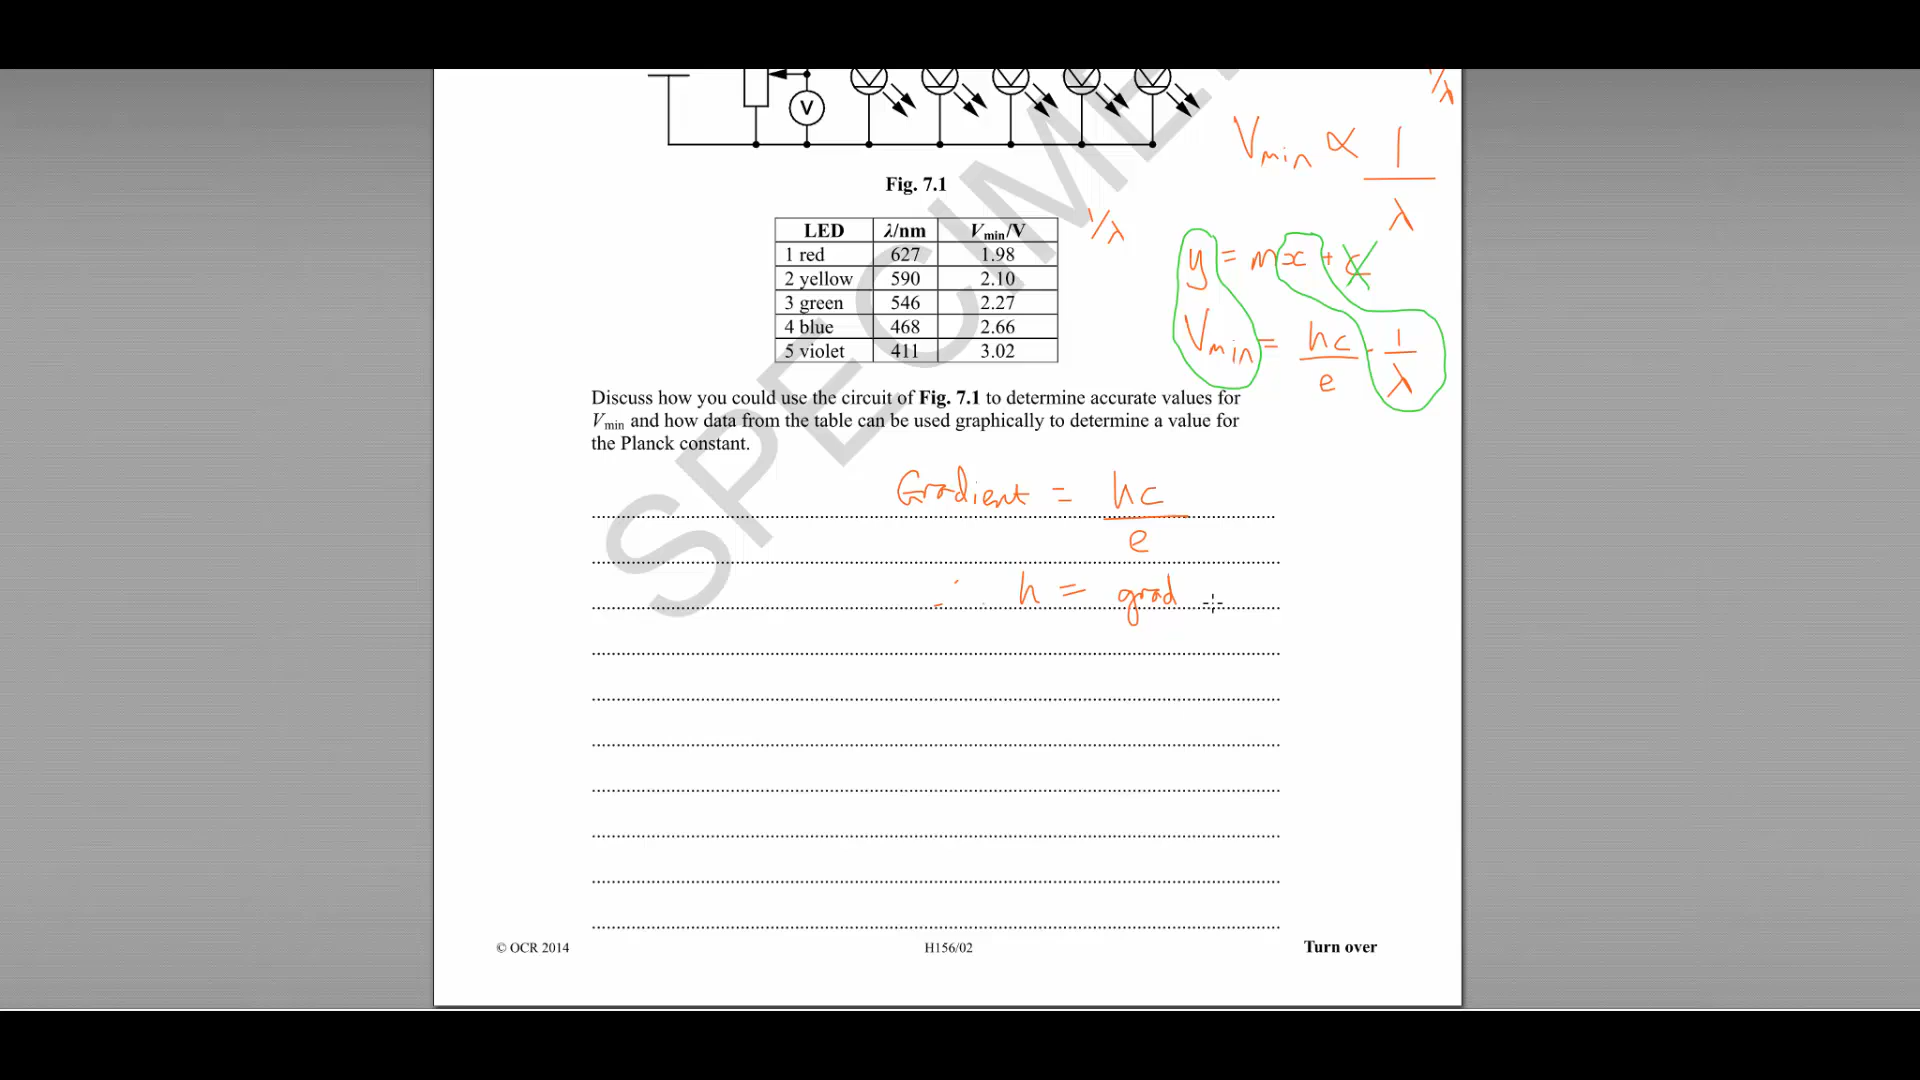 1/λ
V
V min ∝ 1/λ
Fig. 7.1
LED λ/nm Vmin/V
1 red 627 1.98
2 yellow 590 2.10
3 green 546 2.27
4 blue 468 2.66
5 violet 411 3.02
1/λ
y = mx + c
V min = hc/e · 1/λ
Discuss how you could use the circuit of Fig. 7.1 to determine accurate values for
Vmin and how data from the table can be used graphically to determine a value for
the Planck constant.
Gradient = hc/e
∴ h = grad
SPECIMEN
© OCR 2014 H156/02 Turn over